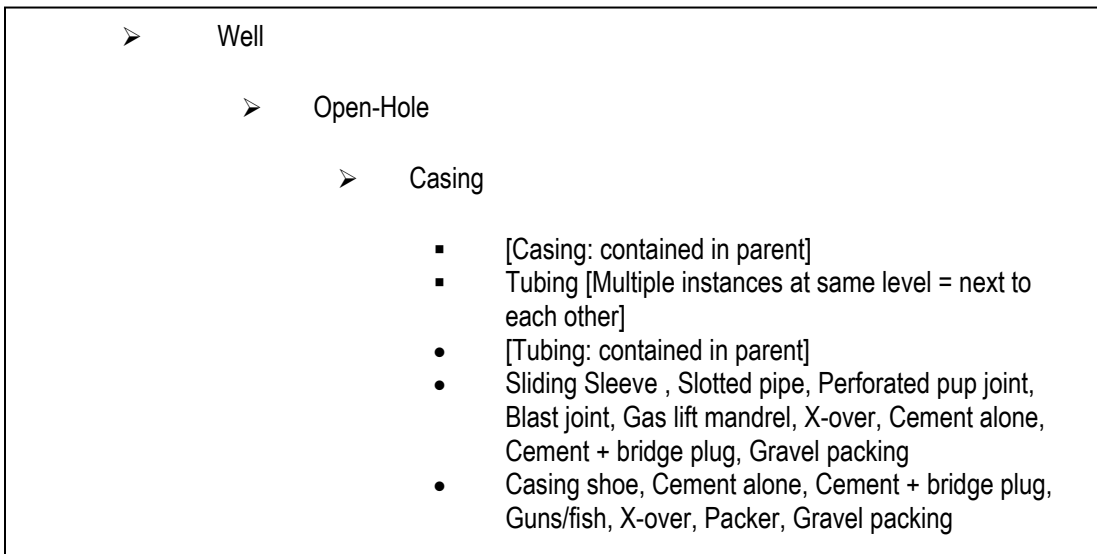 ➢ Well
➢ Open-Hole
➢ Casing
▪ [Casing: contained in parent]
▪ Tubing [Multiple instances at same level = next to
each other]
• [Tubing: contained in parent]
• Sliding Sleeve , Slotted pipe, Perforated pup joint,
Blast joint, Gas lift mandrel, X-over, Cement alone,
Cement + bridge plug, Gravel packing
• Casing shoe, Cement alone, Cement + bridge plug,
Guns/fish, X-over, Packer, Gravel packing